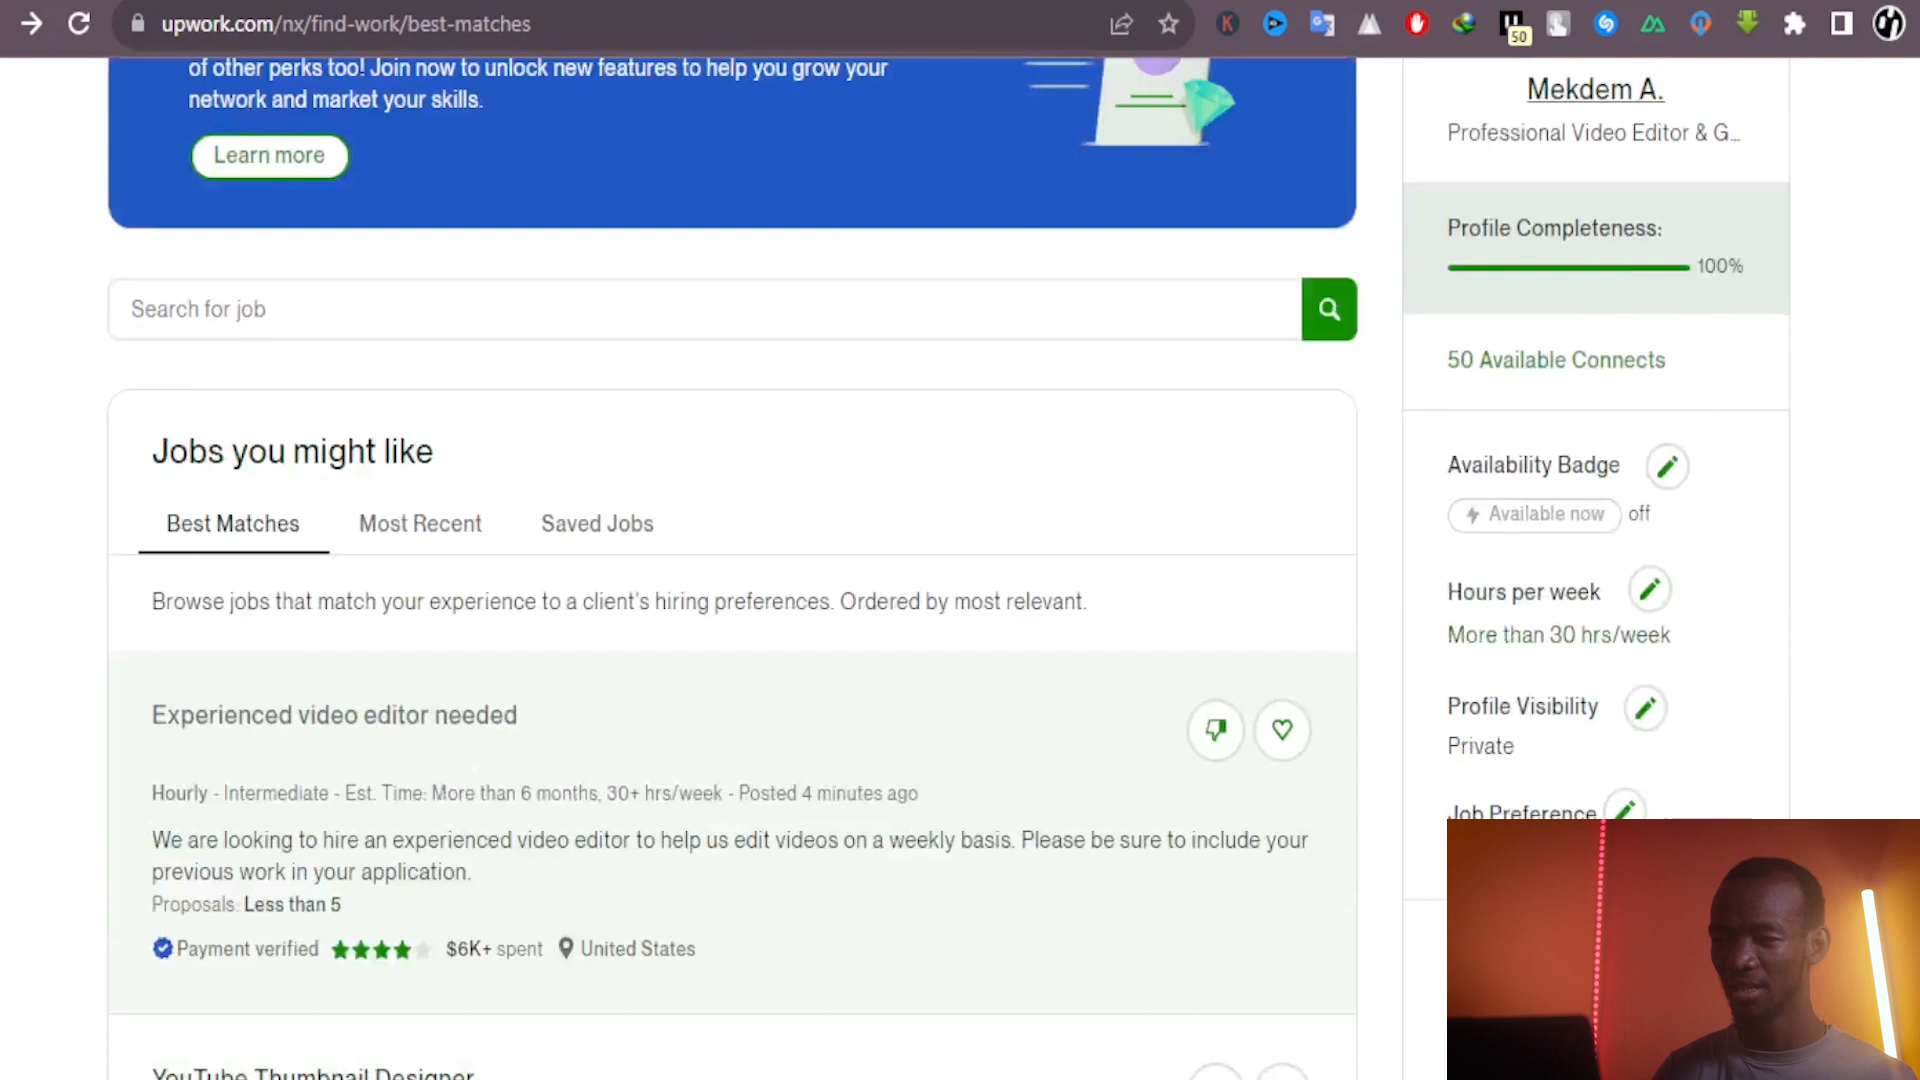 upwork.com/nx/find-work/best-matches
50
of other perks too! Join now to unlock new features to help you grow your
network and market your skills.
Learn more
Search for job
Jobs you might like
Best Matches
Most Recent
Saved Jobs
Browse jobs that match your experience to a client's hiring preferences. Ordered by most relevant.
Experienced video editor needed
Hourly - Intermediate - Est. Time: More than 6 months, 30+ hrs/week - Posted 4 minutes ago
We are looking to hire an experienced video editor to help us edit videos on a weekly basis. Please be sure to include your
previous work in your application.
Proposals: Less than 5
Payment verified $6K+ spent United States
YouTube Thumbnail Designer
Mekdem A.
Professional Video Editor & G...
Profile Completeness:
100%
50 Available Connects
Availability Badge
Available now off
Hours per week
More than 30 hrs/week
Profile Visibility
Private
Job Preference